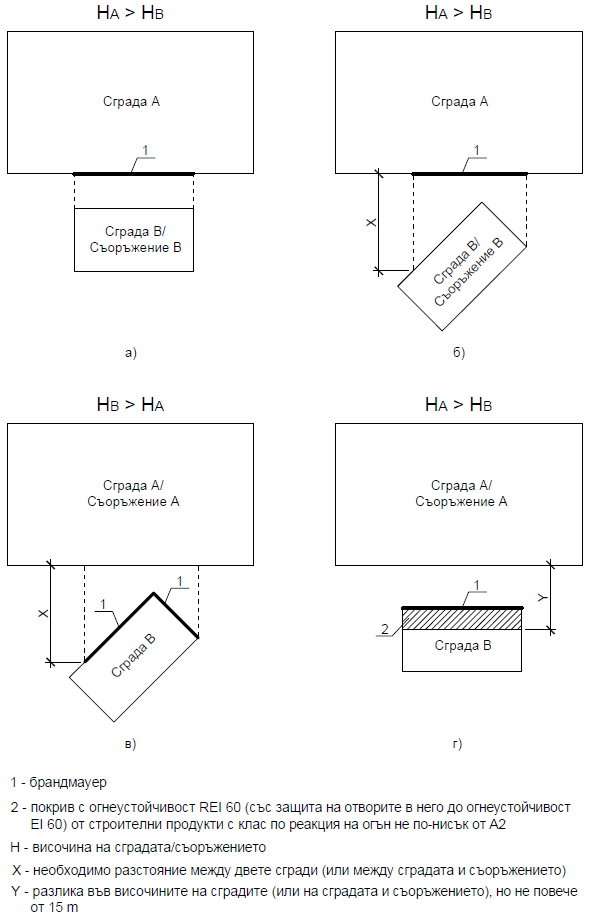 HA > HB
HA > HB
Сграда А
Сграда А
1
1
X
Сграда В/
Съоръжение В
Сграда В/
Съоръжение В
а)
б)
HB > HA
HA > HB
Сграда А/
Съоръжение А
Сграда А/
Съоръжение А
X
1
1
Сграда В
Y
1
2
Сграда В
в)
г)
1 - брандмауер
2 - покрив с огнеустойчивост REI 60 (със защита на отворите в него до огнеустойчивост
EI 60) от строителни продукти с клас по реакция на огън не по-нисък от А2
H - височина на сградата/съоръжението
X - необходимо разстояние между двете сгради (или между сградата и съоръжението)
Y - разлика във височините на сградите (или на сградата и съоръжението), но не повече
от 15 m